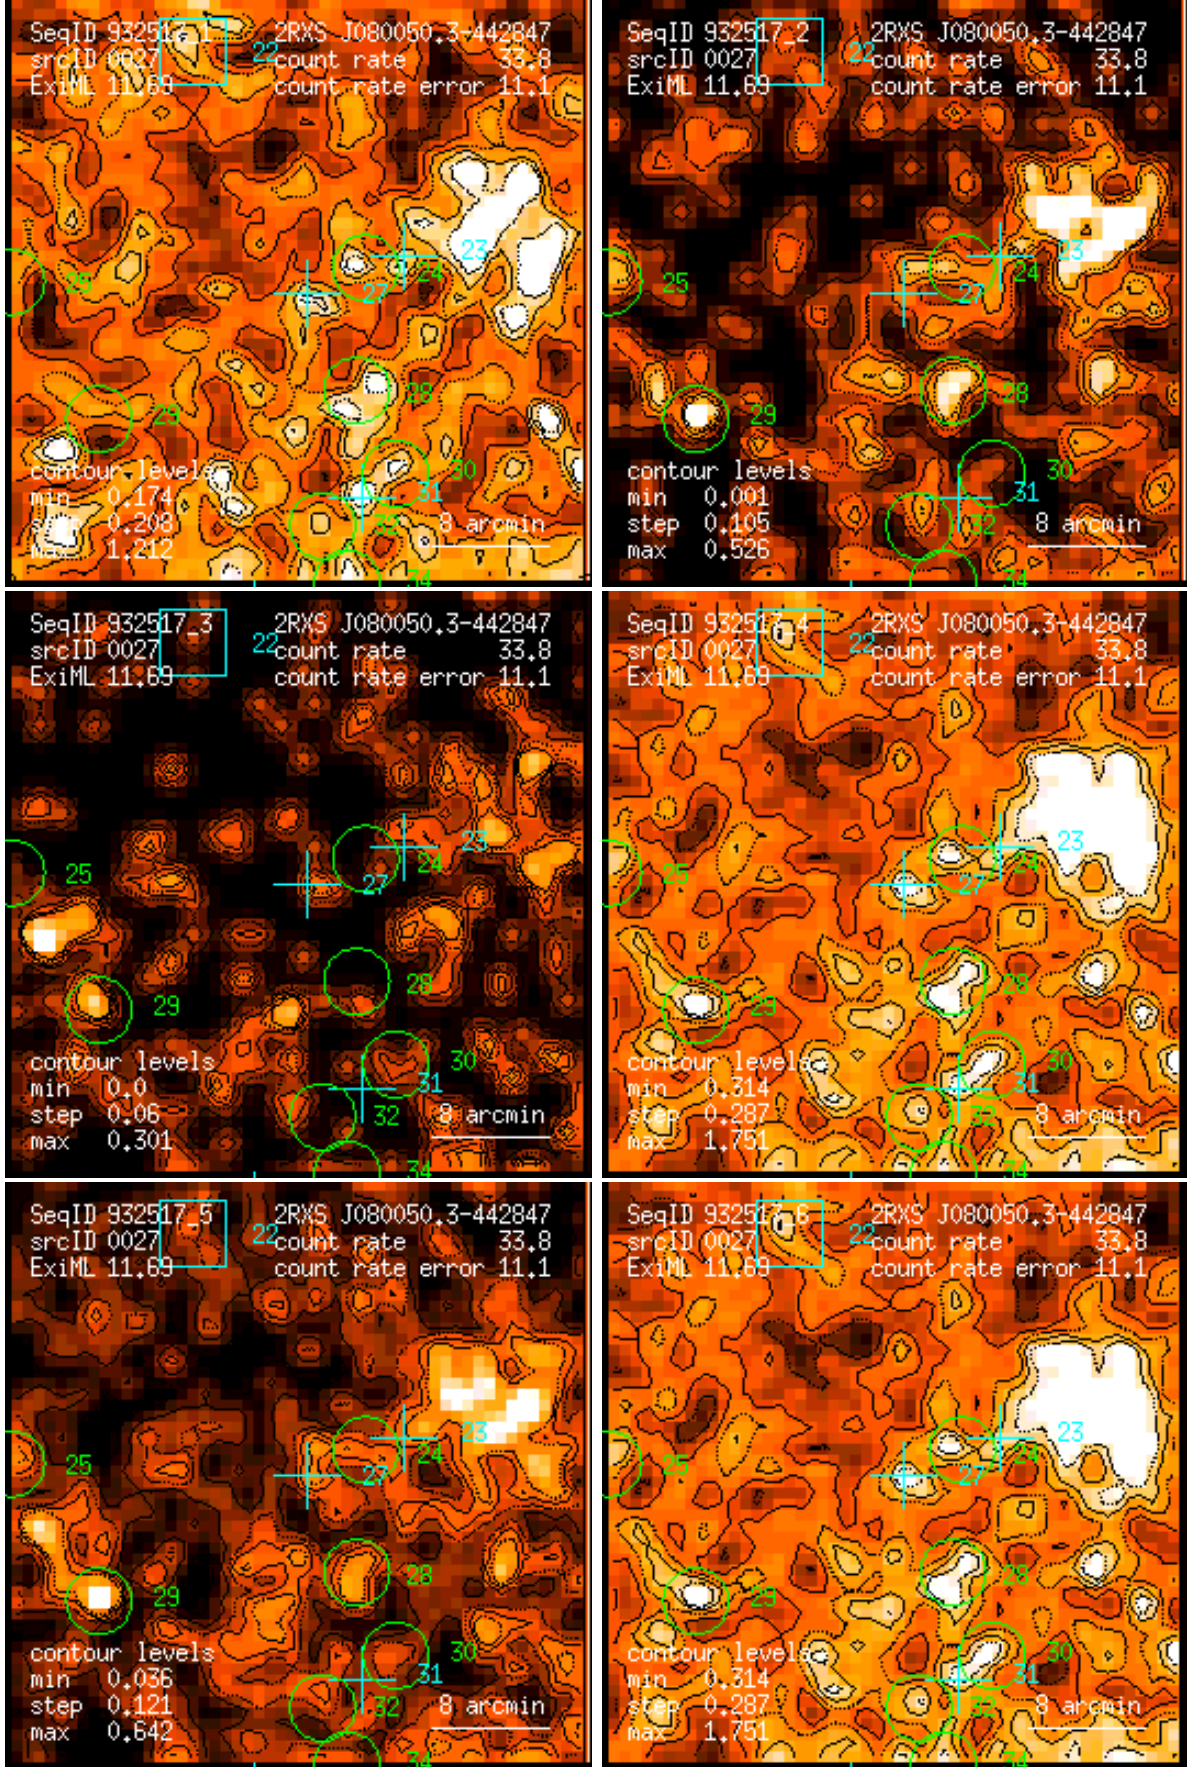 SeqID 932517_1 2RXS J080050.3-442847
srcID 0027 22 count rate 33.8
ExiML 11.69 count rate error 11.1
23
24
25
27
28
29
30
31
32
34
contour levels
min 0.174
step 0.208 8 arcmin
max 1.212
SeqID 932517_2 2RXS J080050.3-442847
srcID 0027 22 count rate 33.8
ExiML 11.69 count rate error 11.1
23
24
25
27
28
29
30
31
32
34
contour levels
min 0.001
step 0.105 8 arcmin
max 0.526
SeqID 932517_3 2RXS J080050.3-442847
srcID 0027 22 count rate 33.8
ExiML 11.69 count rate error 11.1
23
24
25
27
28
29
30
31
32
34
contour levels
min 0.0
step 0.06 8 arcmin
max 0.301
SeqID 932517_4 2RXS J080050.3-442847
srcID 0027 22 count rate 33.8
ExiML 11.69 count rate error 11.1
23
24
25
27
28
29
30
31
32
34
contour levels
min 0.314
step 0.287 8 arcmin
max 1.751
SeqID 932517_5 2RXS J080050.3-442847
srcID 0027 22 count rate 33.8
ExiML 11.69 count rate error 11.1
23
24
25
27
28
29
30
31
32
34
contour levels
min 0.036
step 0.121 8 arcmin
max 0.642
SeqID 932517_6 2RXS J080050.3-442847
srcID 0027 22 count rate 33.8
ExiML 11.69 count rate error 11.1
23
24
25
27
28
29
30
31
32
34
contour levels
min 0.314
step 0.287 8 arcmin
max 1.751